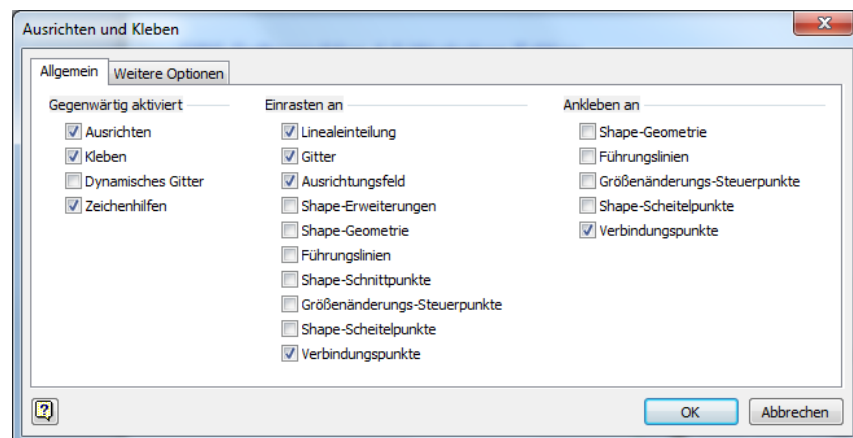 Ausrichten und Kleben
Allgemein
Weitere Optionen
Gegenwärtig aktiviert
Ausrichten
Kleben
Dynamisches Gitter
Zeichenhilfen
Einrasten an
Linealeinteilung
Gitter
Ausrichtungsfeld
Shape-Erweiterungen
Shape-Geometrie
Führungslinien
Shape-Schnittpunkte
Größenänderungs-Steuerpunkte
Shape-Scheitelpunkte
Verbindungspunkte
Ankleben an
Shape-Geometrie
Führungslinien
Größenänderungs-Steuerpunkte
Shape-Scheitelpunkte
Verbindungspunkte
OK
Abbrechen